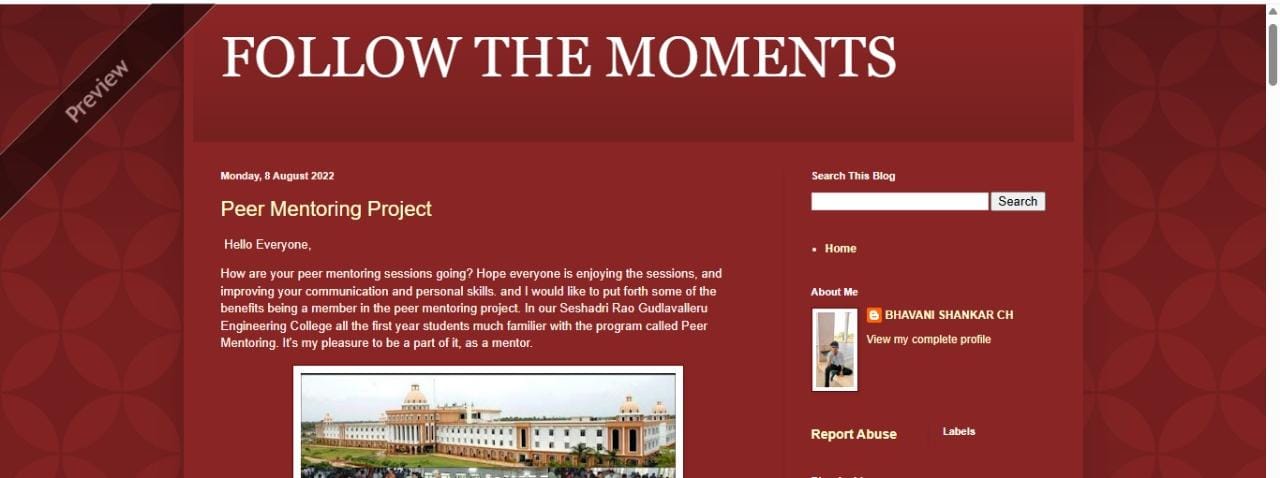 Preview
FOLLOW THE MOMENTS
Monday, 8 August 2022
Peer Mentoring Project
Hello Everyone,
How are your peer mentoring sessions going? Hope everyone is enjoying the sessions, and
improving your communication and personal skills. and I would like to put forth some of the
benefits being a member in the peer mentoring project. In our Seshadri Rao Gudlavalleru
Engineering College all the first year students much familier with the program called Peer
Mentoring. It's my pleasure to be a part of it, as a mentor.
Search This Blog
Search
Home
About Me
BHAVANI SHANKAR CH
View my complete profile
Report Abuse
Labels